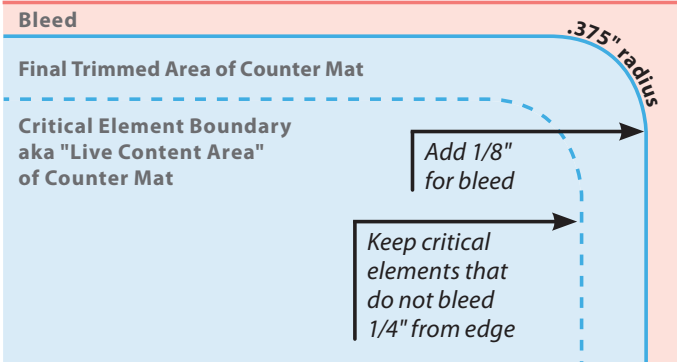 Bleed
.375" radius
Final Trimmed Area of Counter Mat
Critical Element Boundary
aka "Live Content Area"
of Counter Mat
Add 1/8"
for bleed
Keep critical
elements that
do not bleed
1/4" from edge